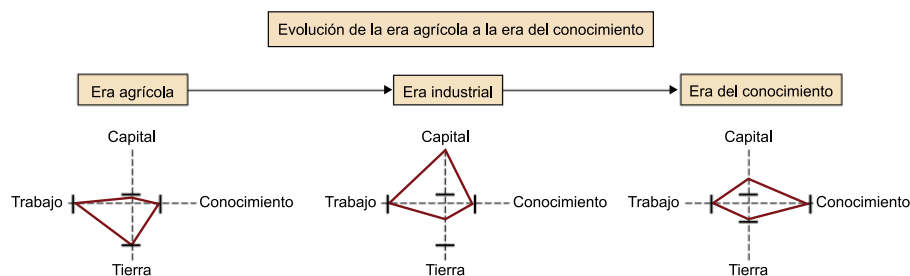 Evolución de la era agrícola a la era del conocimiento
Era agrícola
Era industrial
Era del conocimiento
Capital
Capital
Capital
Trabajo
Conocimiento
Trabajo
Conocimiento
Trabajo
Conocimiento
Tierra
Tierra
Tierra